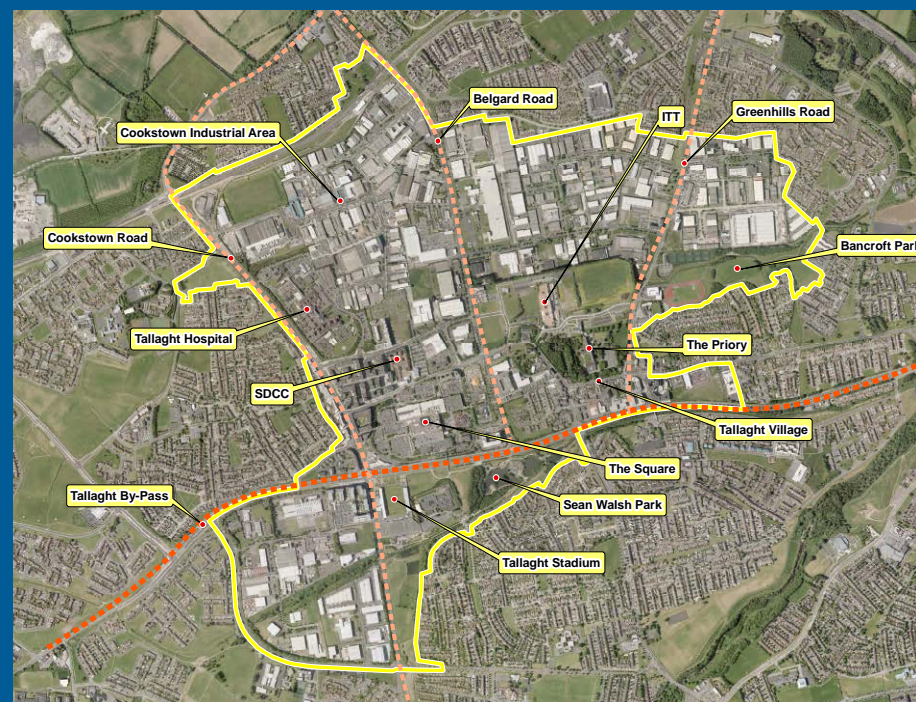 Belgard Road
ITT
Greenhills Road
Cookstown Industrial Area
Cookstown Road
Bancroft Park
Tallaght Hospital
The Priory
SDCC
Tallaght Village
The Square
Tallaght By-Pass
Sean Walsh Park
Tallaght Stadium